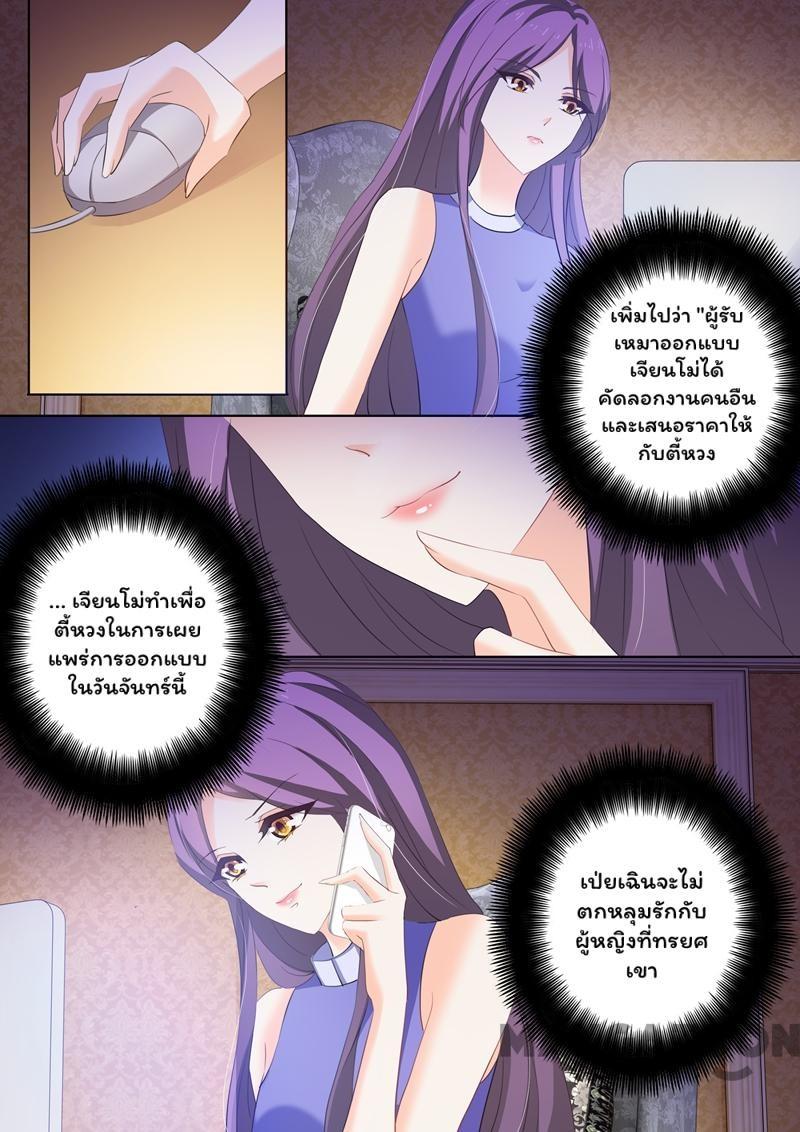 เพิ่มไปว่า "ผู้รับ
เหมาออกแบบ
เจียนโม่ได้
คัดลอกงานคนอื่น
และเสนอราคาให้
กับตี้หวง
... เจียนโม่ทำเพื่อ
ตี้หวงในการเผย
แพร่การออกแบบ
ในวันจันทร์นี้
เป่ยเฉินจะไม่
ตกหลุมรักกับ
ผู้หญิงที่ทรยศ
เขา